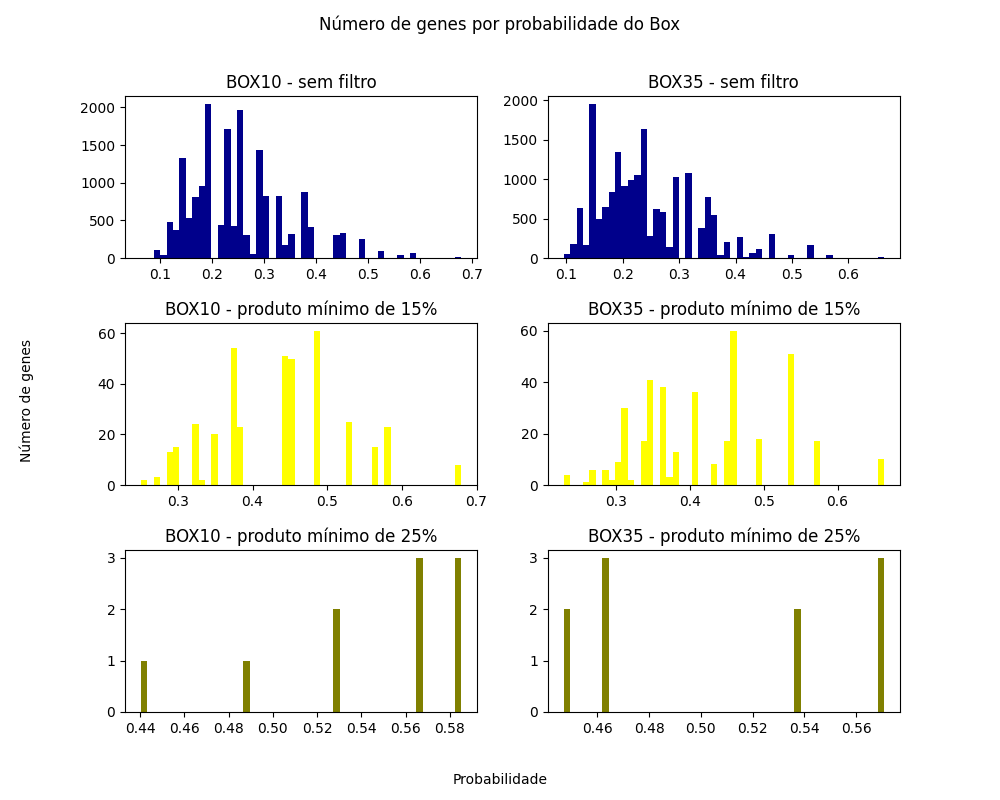 Número de genes por probabilidade do Box
BOX10 - sem filtro
BOX35 - sem filtro
2000
1500
1000
500
0
0.1 0.2 0.3 0.4 0.5 0.6 0.7
2000
1500
1000
500
0
0.1 0.2 0.3 0.4 0.5 0.6
BOX10 - produto mínimo de 15%
BOX35 - produto mínimo de 15%
60
40
20
0
0.3 0.4 0.5 0.6 0.7
60
40
20
0
0.3 0.4 0.5 0.6
Número de genes
BOX10 - produto mínimo de 25%
BOX35 - produto mínimo de 25%
3
2
1
0
0.44 0.46 0.48 0.50 0.52 0.54 0.56 0.58
3
2
1
0
0.46 0.48 0.50 0.52 0.54 0.56
Probabilidade